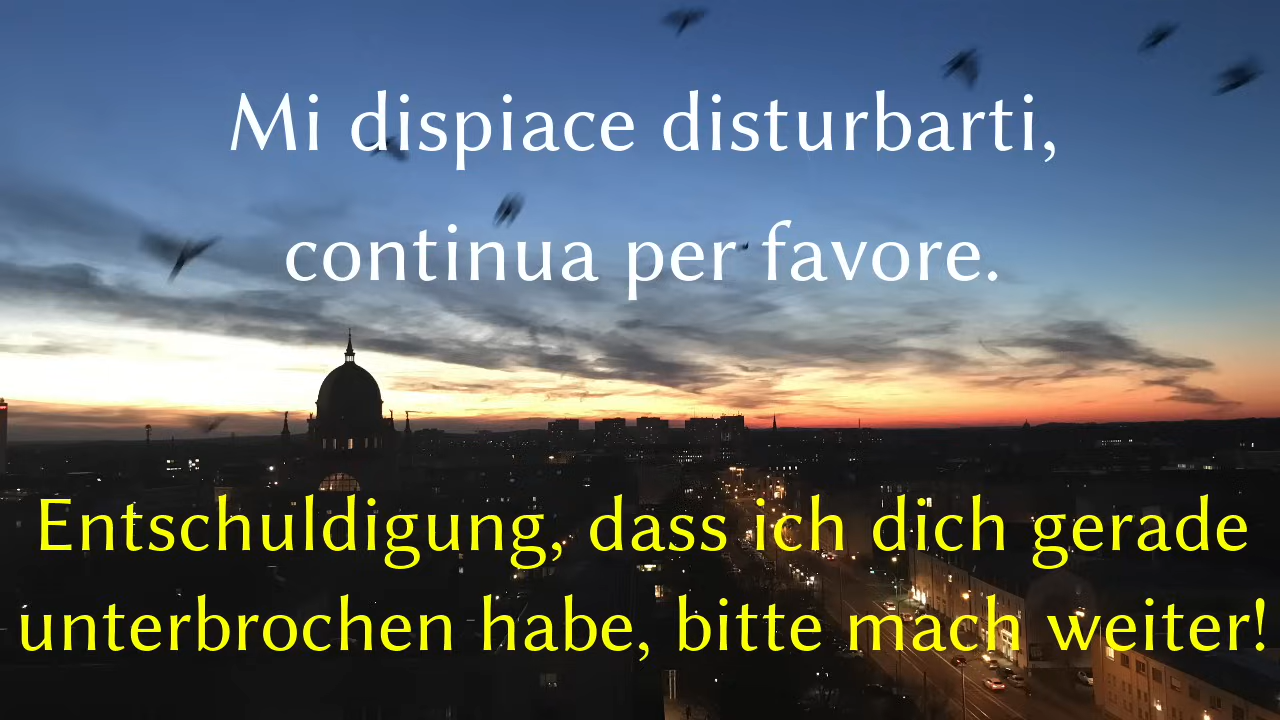 Mi dispiace disturbarti,
continua per favore.
Entschuldigung, dass ich dich gerade
unterbrochen habe, bitte mach weiter!